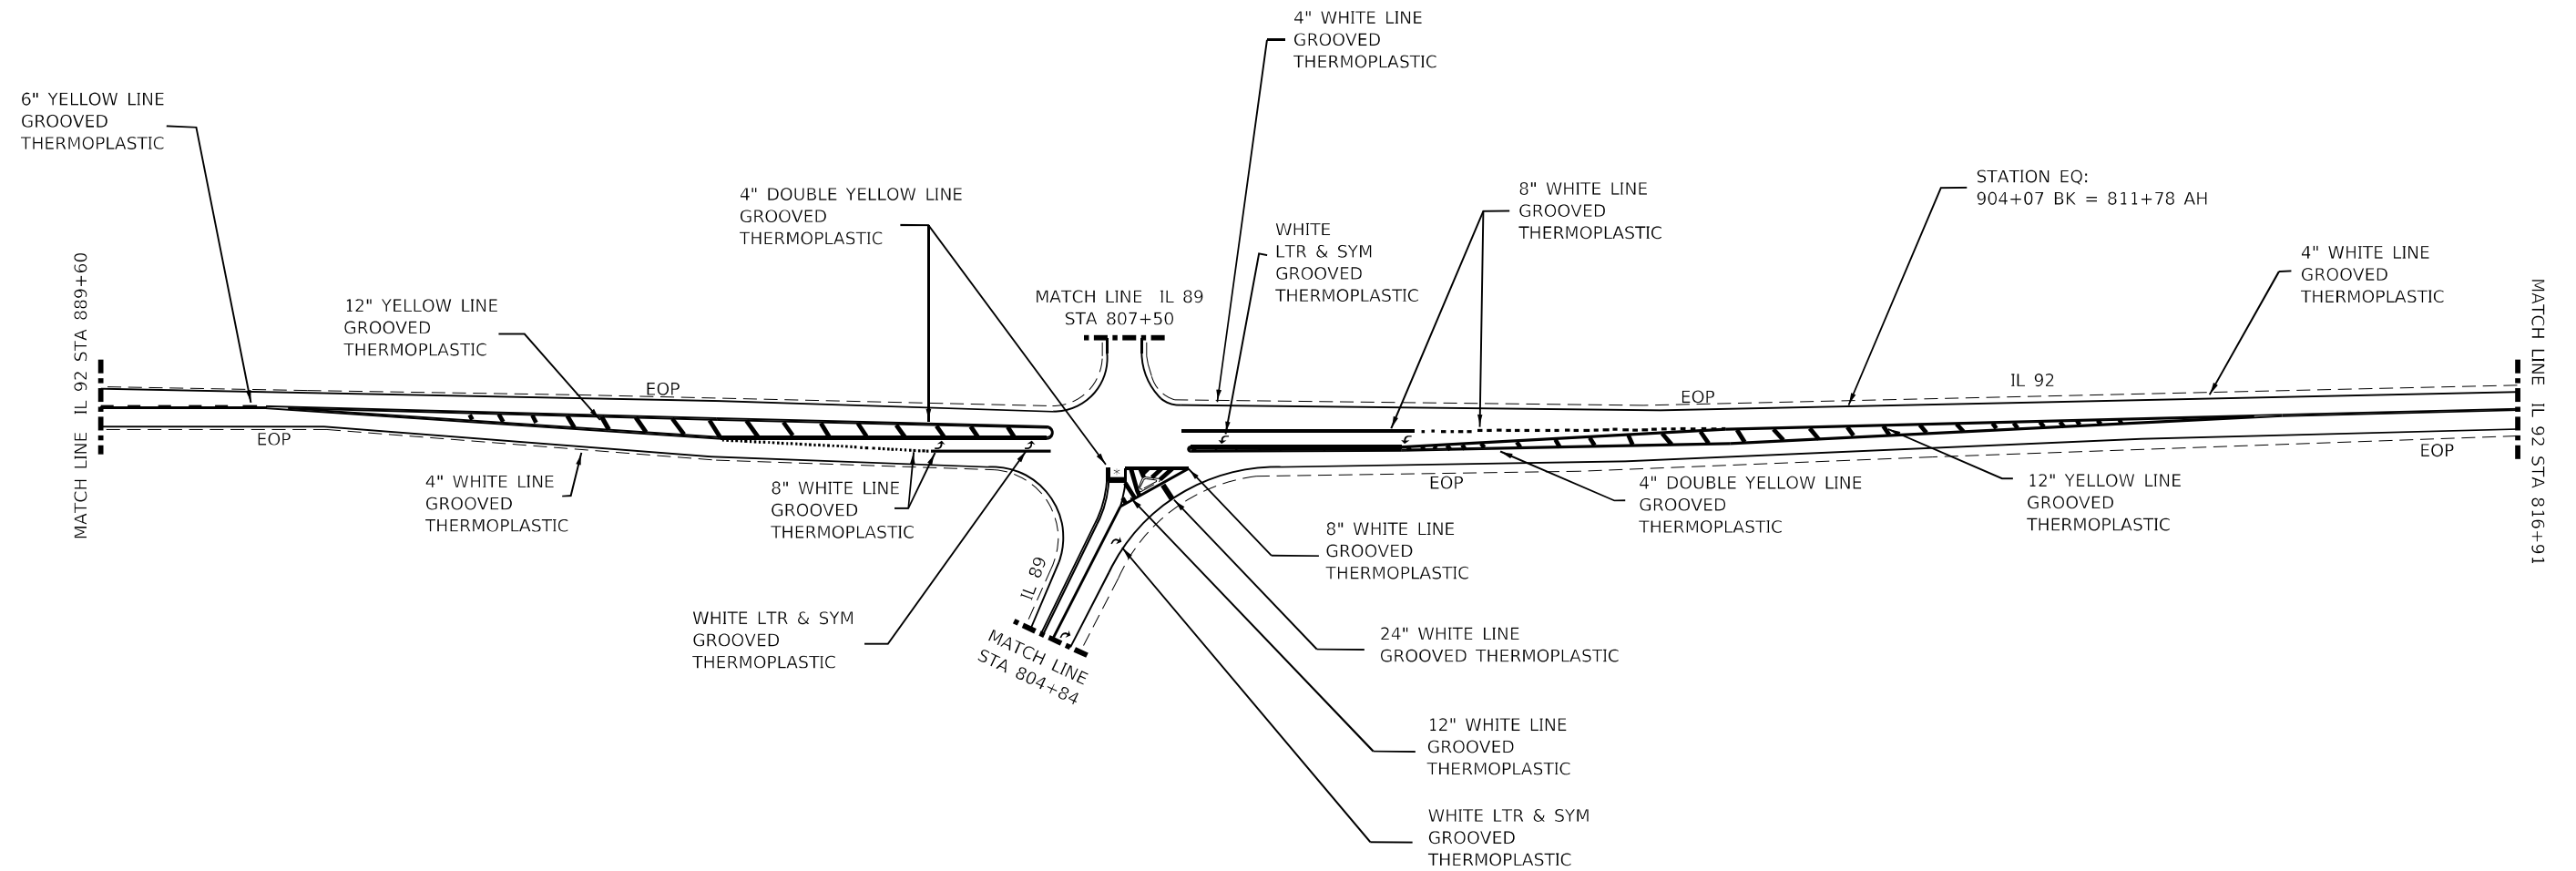 4" WHITE LINE
GROOVED
THERMOPLASTIC
6" YELLOW LINE
GROOVED
THERMOPLASTIC
4" DOUBLE YELLOW LINE
GROOVED
THERMOPLASTIC
8" WHITE LINE
GROOVED
THERMOPLASTIC
STATION EQ:
904+07 BK = 811+78 AH
WHITE
LTR & SYM
GROOVED
THERMOPLASTIC
4" WHITE LINE
GROOVED
THERMOPLASTIC
12" YELLOW LINE
GROOVED
THERMOPLASTIC
MATCH LINE IL 89
STA 807+50
MATCH LINE IL 92 STA 889+60
MATCH LINE IL 92 STA 816+91
EOP
EOP
IL 92
EOP
EOP
EOP
4" WHITE LINE
GROOVED
THERMOPLASTIC
8" WHITE LINE
GROOVED
THERMOPLASTIC
4" DOUBLE YELLOW LINE
GROOVED
THERMOPLASTIC
12" YELLOW LINE
GROOVED
THERMOPLASTIC
8" WHITE LINE
GROOVED
THERMOPLASTIC
IL 89
WHITE LTR & SYM
GROOVED
THERMOPLASTIC
MATCH LINE
STA 804+84
24" WHITE LINE
GROOVED THERMOPLASTIC
12" WHITE LINE
GROOVED
THERMOPLASTIC
WHITE LTR & SYM
GROOVED
THERMOPLASTIC